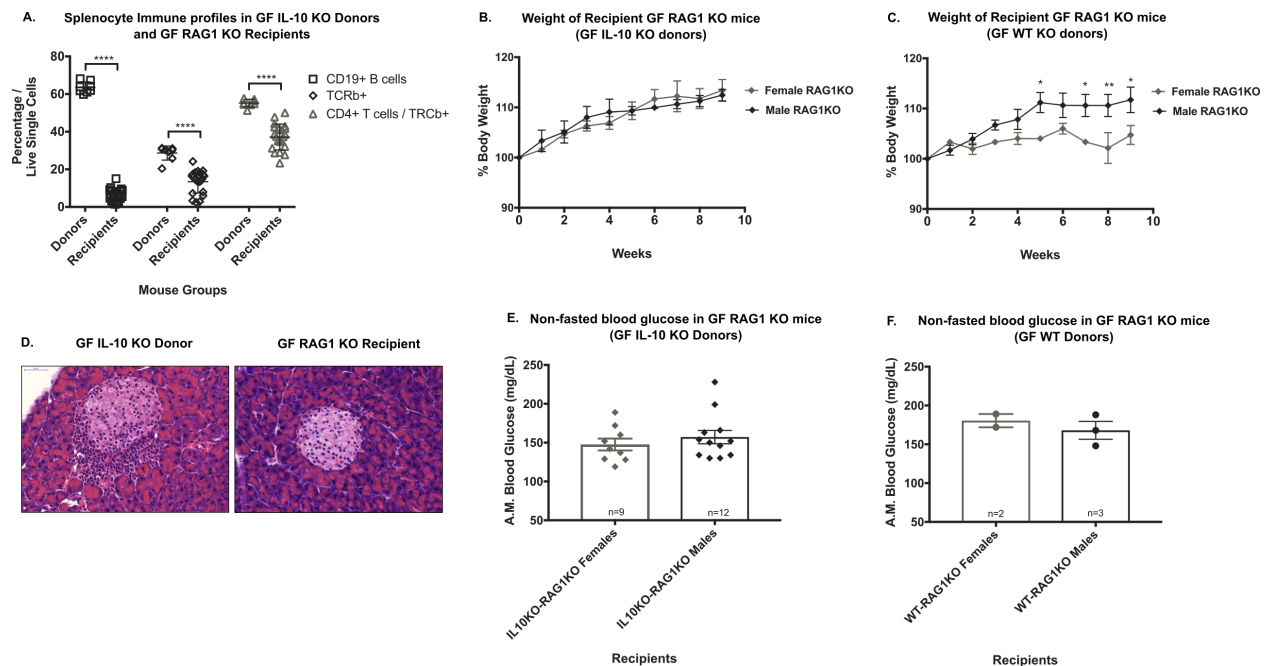 A. Splenocyte Immune profiles in GF IL-10 KO Donors
and GF RAG1 KO Recipients
Percentage /
Live Single Cells
80
60
40
20
0
****
****
****
CD19+ B cells
TCRb+
CD4+ T cells / TRCb+
Donors
Recipients
Donors
Recipients
Donors
Recipients
Mouse Groups
B. Weight of Recipient GF RAG1 KO mice
(GF IL-10 KO donors)
% Body Weight
120
110
100
90
0 2 4 6 8 10
Weeks
Female RAG1KO
Male RAG1KO
C. Weight of Recipient GF RAG1 KO mice
(GF WT KO donors)
% Body Weight
120
110
100
90
* * ** *
0 2 4 6 8 10
Weeks
Female RAG1KO
Male RAG1KO
D. GF IL-10 KO Donor GF RAG1 KO Recipient
E. Non-fasted blood glucose in GF RAG1 KO mice
(GF IL-10 KO Donors)
A.M. Blood Glucose (mg/dL)
250
200
150
100
50
n=9 n=12
IL10KO-RAG1KO Females
IL10KO-RAG1KO Males
Recipients
F. Non-fasted blood glucose in GF RAG1 KO mice
(GF WT Donors)
A.M. Blood Glucose (mg/dL)
250
200
150
100
50
n=2 n=3
WT-RAG1KO Females
WT-RAG1KO Males
Recipients